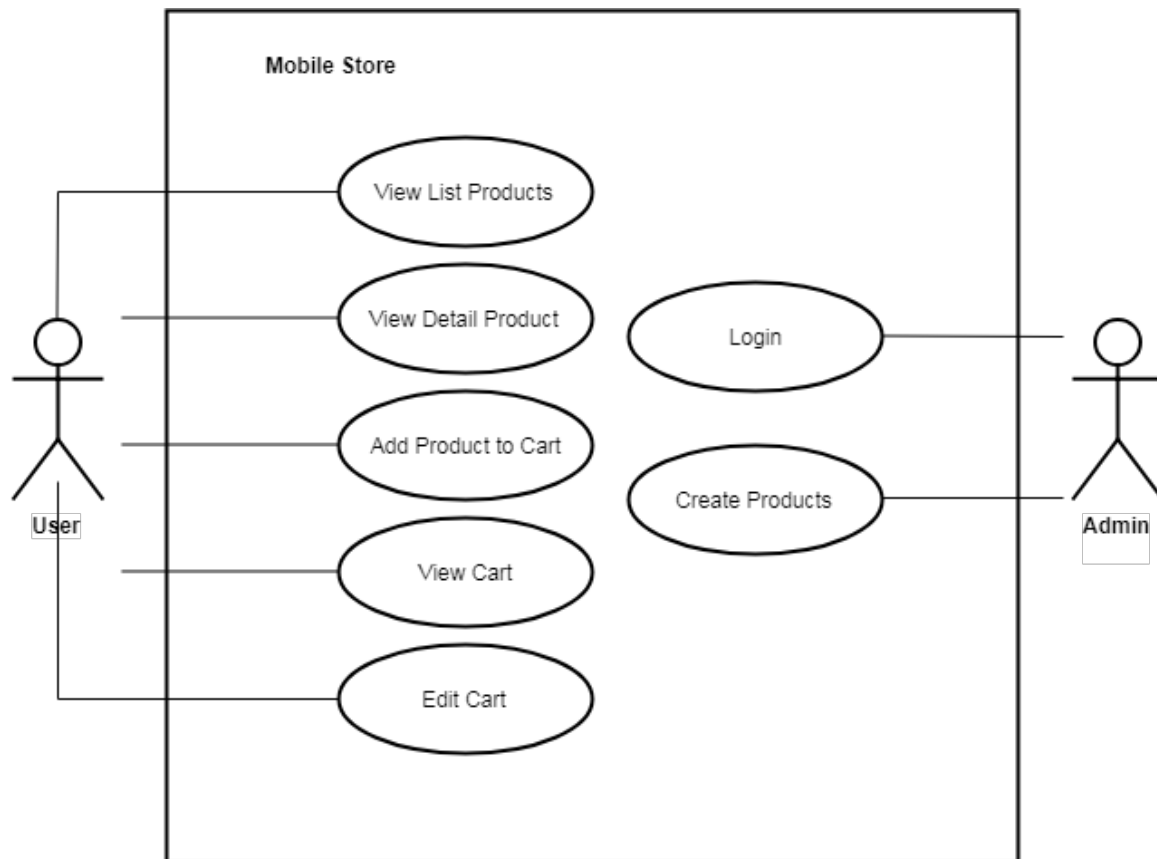 Mobile Store
View List Products
View Detail Product
Login
Add Product to Cart
Create Products
User
Admin
View Cart
Edit Cart